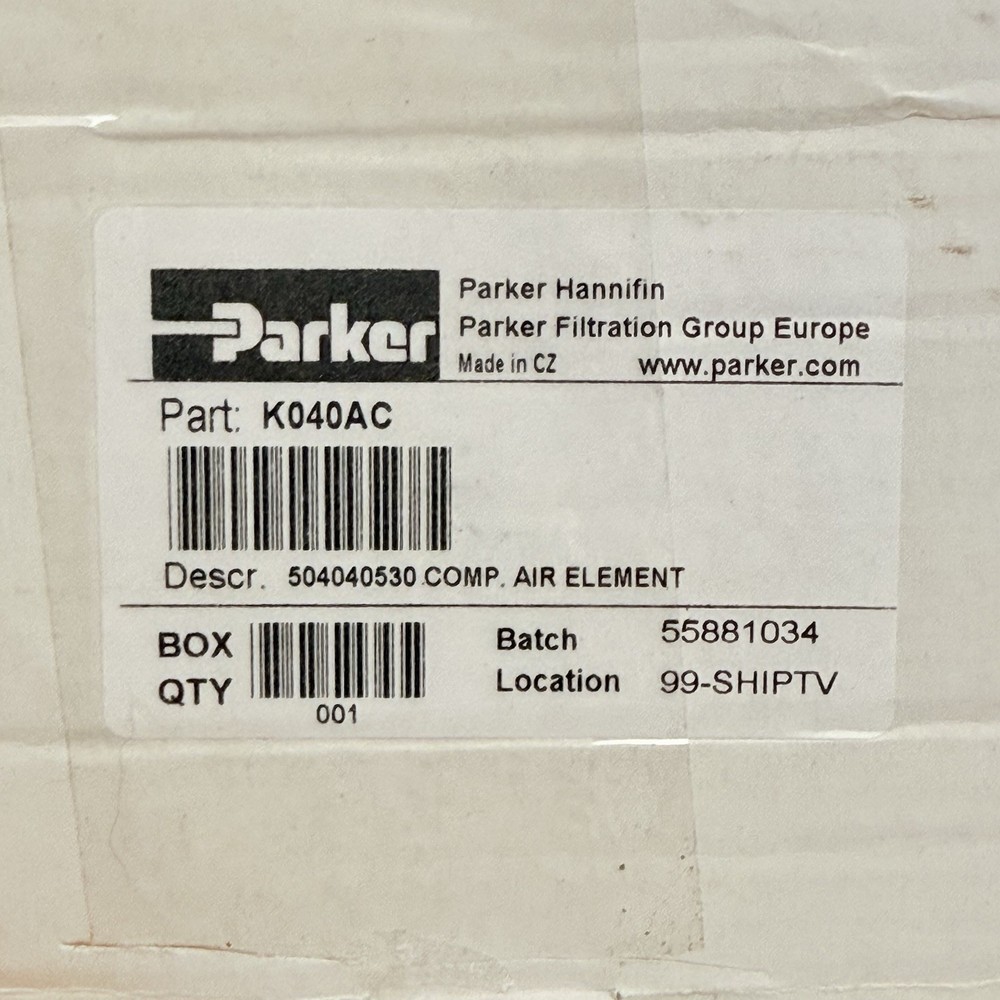 Parker
Parker Hannifin
Parker Filtration Group Europe
Made in CZ www.parker.com
Part: K040AC
Descr. 504040530 COMP. AIR ELEMENT
BOX QTY
001
Batch 55881034
Location 99-SHIPTV